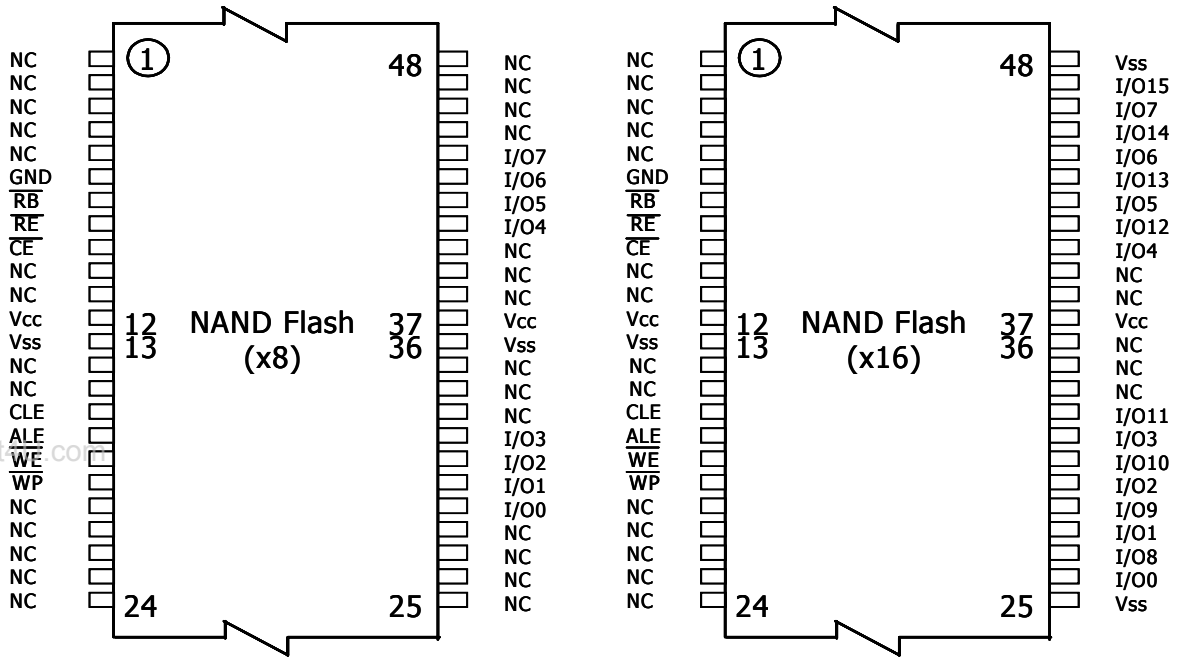 NC
NC
NC
NC
NC
GND
RB
RE
CE
NC
NC
Vcc
Vss
NC
NC
CLE
ALE
WE
WP
NC
NC
NC
NC
NC
1
48
12
NAND Flash
37
13
(x8)
36
24
25
NC
NC
NC
NC
I/O7
I/O6
I/O5
I/O4
NC
NC
NC
Vcc
Vss
NC
NC
NC
I/O3
I/O2
I/O1
I/O0
NC
NC
NC
NC
NC
NC
NC
NC
NC
GND
RB
RE
CE
NC
NC
Vcc
Vss
NC
NC
CLE
ALE
WE
WP
NC
NC
NC
NC
NC
1
48
12
NAND Flash
37
13
(x16)
36
24
25
Vss
I/O15
I/O7
I/O14
I/O6
I/O13
I/O5
I/O12
I/O4
NC
NC
Vcc
NC
NC
NC
I/O11
I/O3
I/O10
I/O2
I/O9
I/O1
I/O8
I/O0
Vss